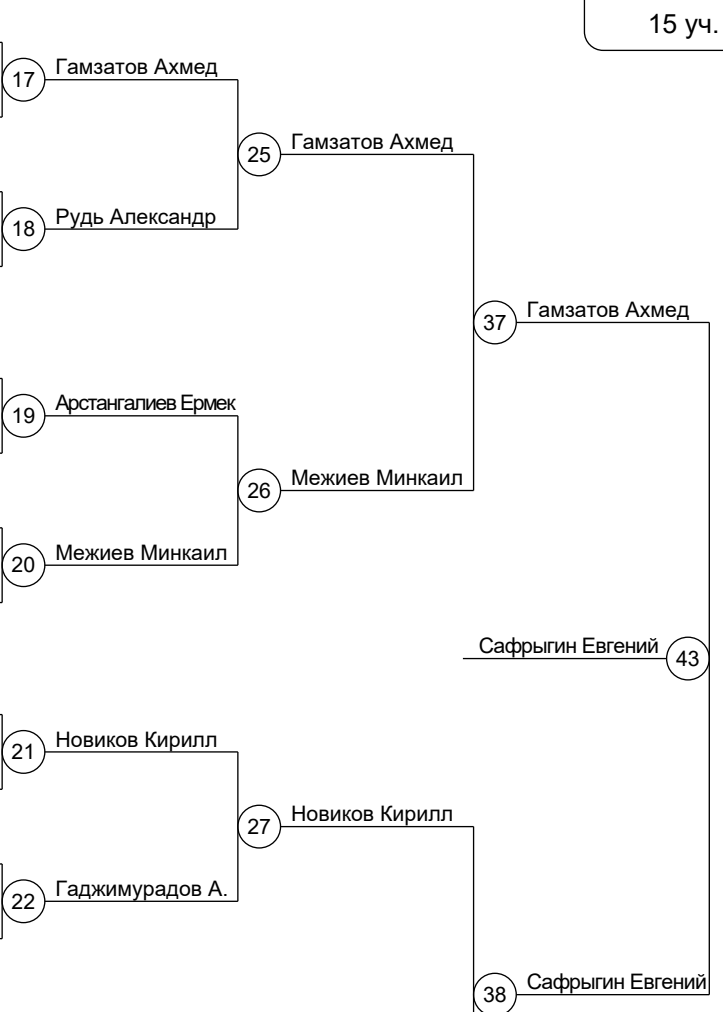 15 уч.
17 Гамзатов Ахмед
25 Гамзатов Ахмед
18 Рудь Александр
37 Гамзатов Ахмед
19 Арстангалиев Ермек
26 Межиев Минкаил
20 Межиев Минкаил
Сафрыгин Евгений 43
21 Новиков Кирилл
27 Новиков Кирилл
22 Гаджимурадов А.
38 Сафрыгин Евгений